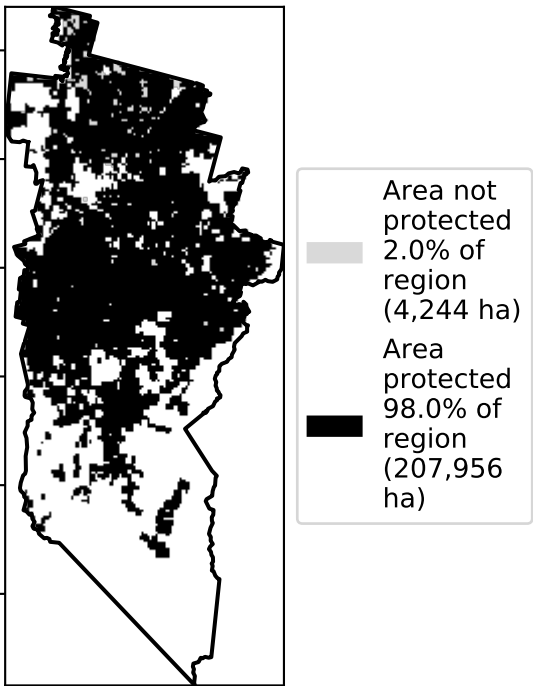 Area not
protected
2.0% of
region
(4,244 ha)
Area
protected
98.0% of
region
(207,956
ha)